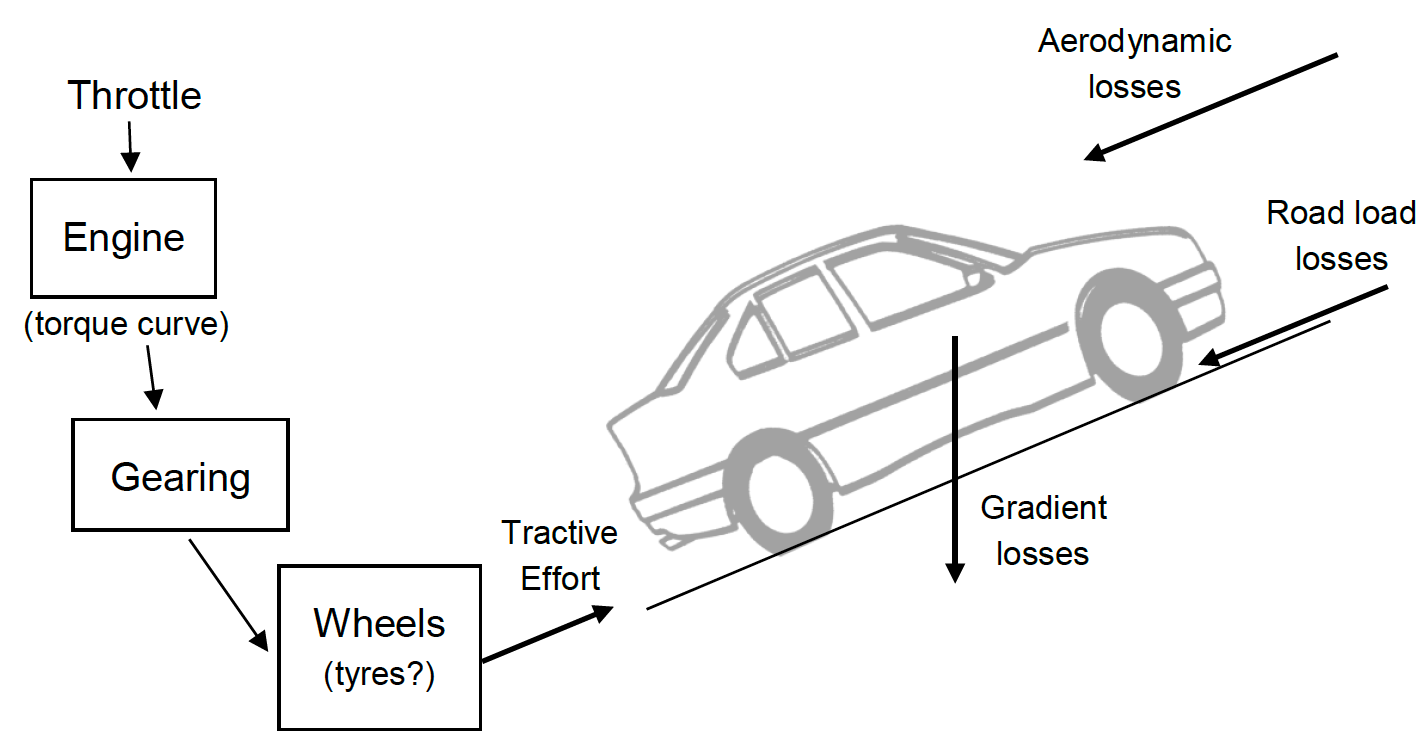 Throttle
Engine
(torque curve)
Gearing
Wheels
(tyres?)
Tractive
Effort
Aerodynamic
losses
Road load
losses
Gradient
losses